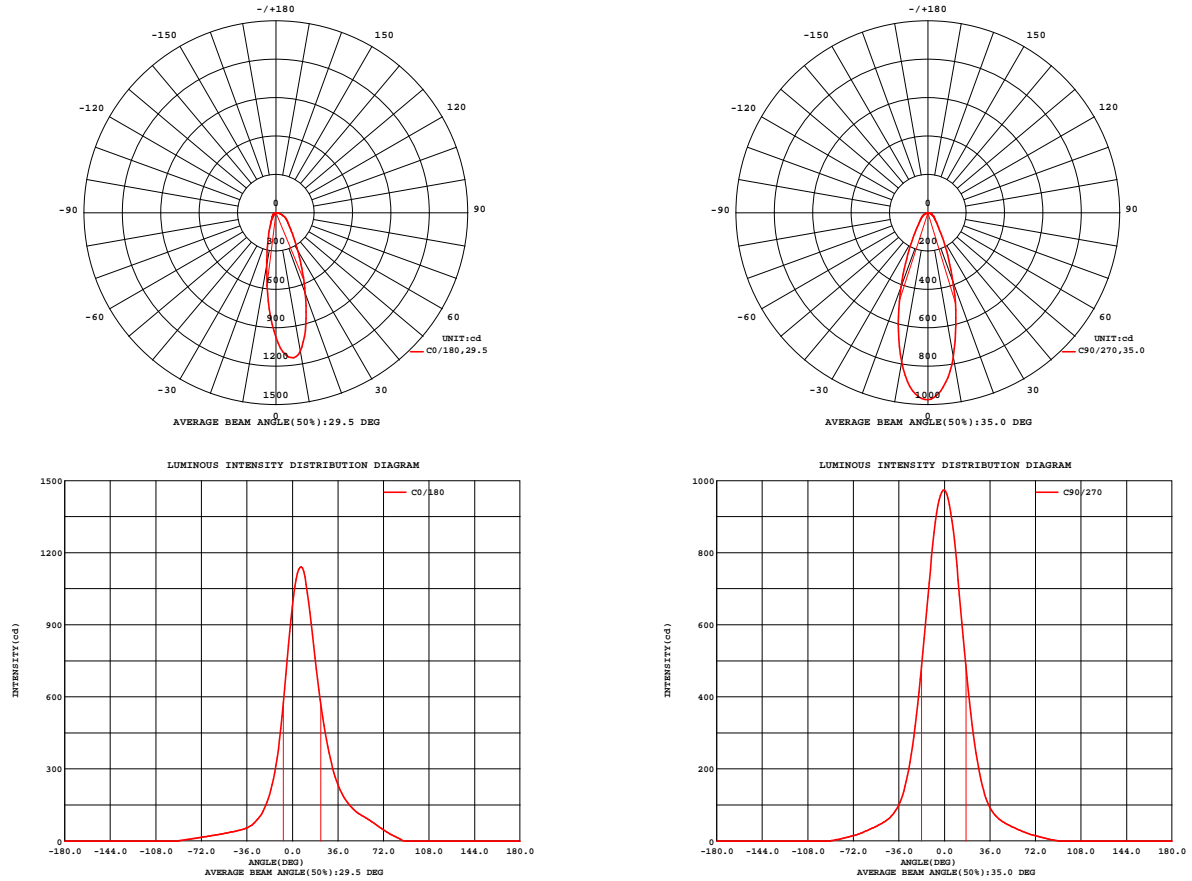 -/+180
-150 150
-120 120
-90 90
0
300
600
900
1200
1500
-60 60
-30 30
0
UNIT:cd
C0/180,29.5
AVERAGE BEAM ANGLE(50%):29.5 DEG
-/+180
-150 150
-120 120
-90 90
0
200
400
600
800
1000
-60 60
-30 30
0
UNIT:cd
C90/270,35.0
AVERAGE BEAM ANGLE(50%):35.0 DEG
LUMINOUS INTENSITY DISTRIBUTION DIAGRAM
C0/180
1500
1200
900
600
300
0
INTENSITY(cd)
-180.0 -144.0 -108.0 -72.0 -36.0 0.0 36.0 72.0 108.0 144.0 180.0
ANGLE(DEG)
AVERAGE BEAM ANGLE(50%):29.5 DEG
LUMINOUS INTENSITY DISTRIBUTION DIAGRAM
C90/270
1000
800
600
400
200
0
INTENSITY(cd)
-180.0 -144.0 -108.0 -72.0 -36.0 0.0 36.0 72.0 108.0 144.0 180.0
ANGLE(DEG)
AVERAGE BEAM ANGLE(50%):35.0 DEG